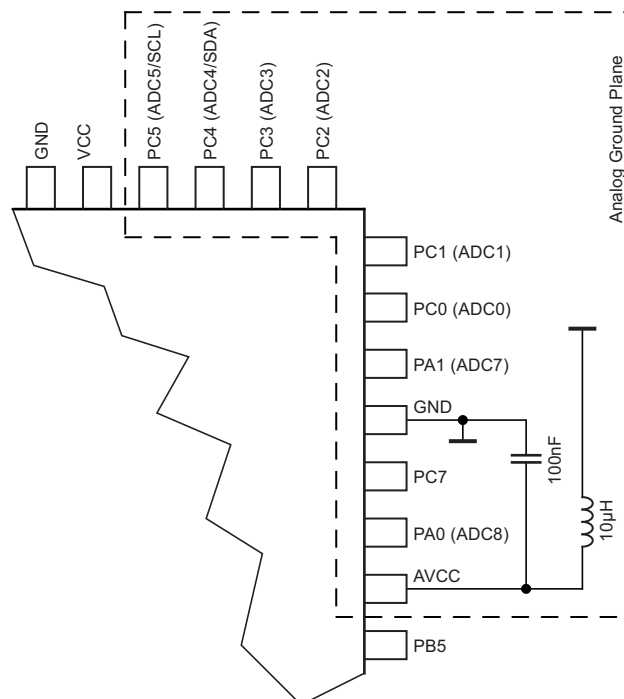 GND
VCC
PC5 (ADC5/SCL)
PC4 (ADC4/SDA)
PC3 (ADC3)
PC2 (ADC2)
Analog Ground Plane
PC1 (ADC1)
PC0 (ADC0)
PA1 (ADC7)
GND
100nF
PC7
10µH
PA0 (ADC8)
AVCC
PB5